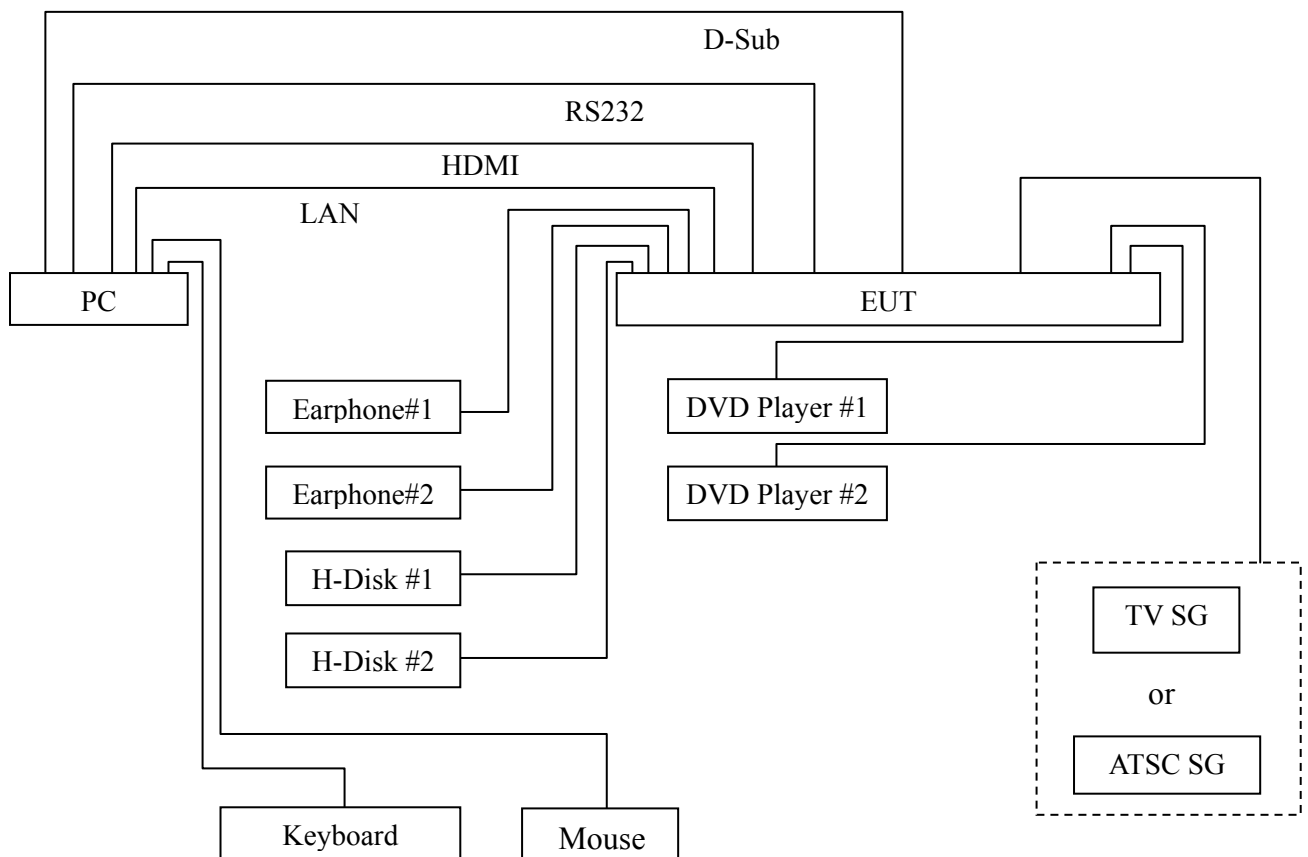 D-Sub
RS232
HDMI
LAN
PC
EUT
Earphone#1
DVD Player #1
Earphone#2
DVD Player #2
H-Disk #1
TV SG
H-Disk #2
or
ATSC SG
Keyboard
Mouse